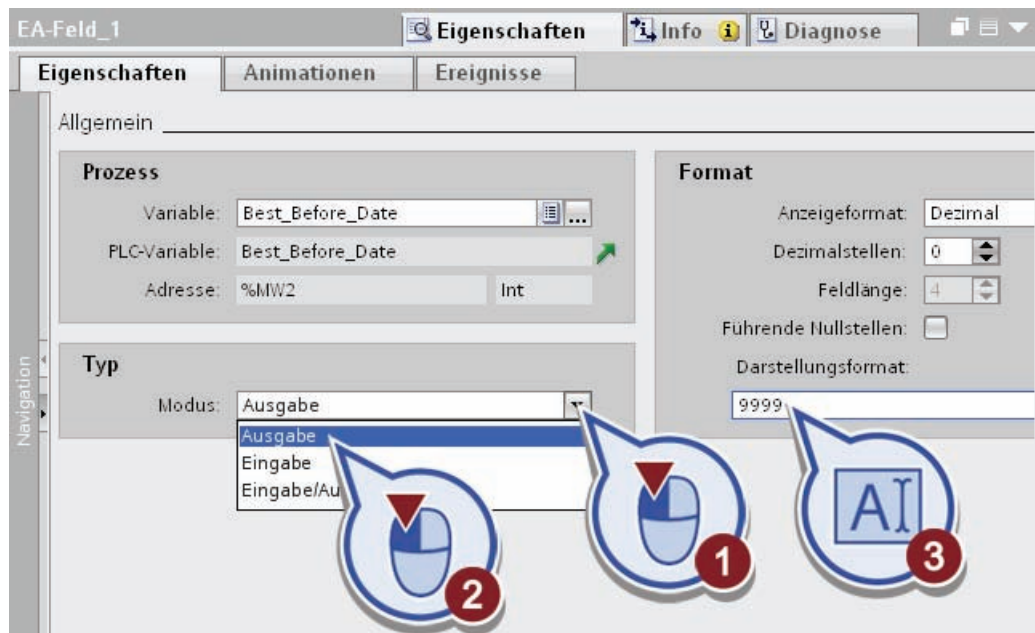 EA-Feld_1
Eigenschaften
Info
Diagnose
Eigenschaften
Animationen
Ereignisse
Allgemein
Prozess
Variable: Best_Before_Date ...
PLC-Variable: Best_Before_Date
Adresse: %MW2 Int
Typ
Modus: Ausgabe
Ausgabe
Eingabe
Eingabe/Au
Format
Anzeigeformat: Dezimal
Dezimalstellen: 0
Feldlänge: 4
Führende Nullstellen:
Darstellungsformat:
9999
Navigation
2
1
A
3